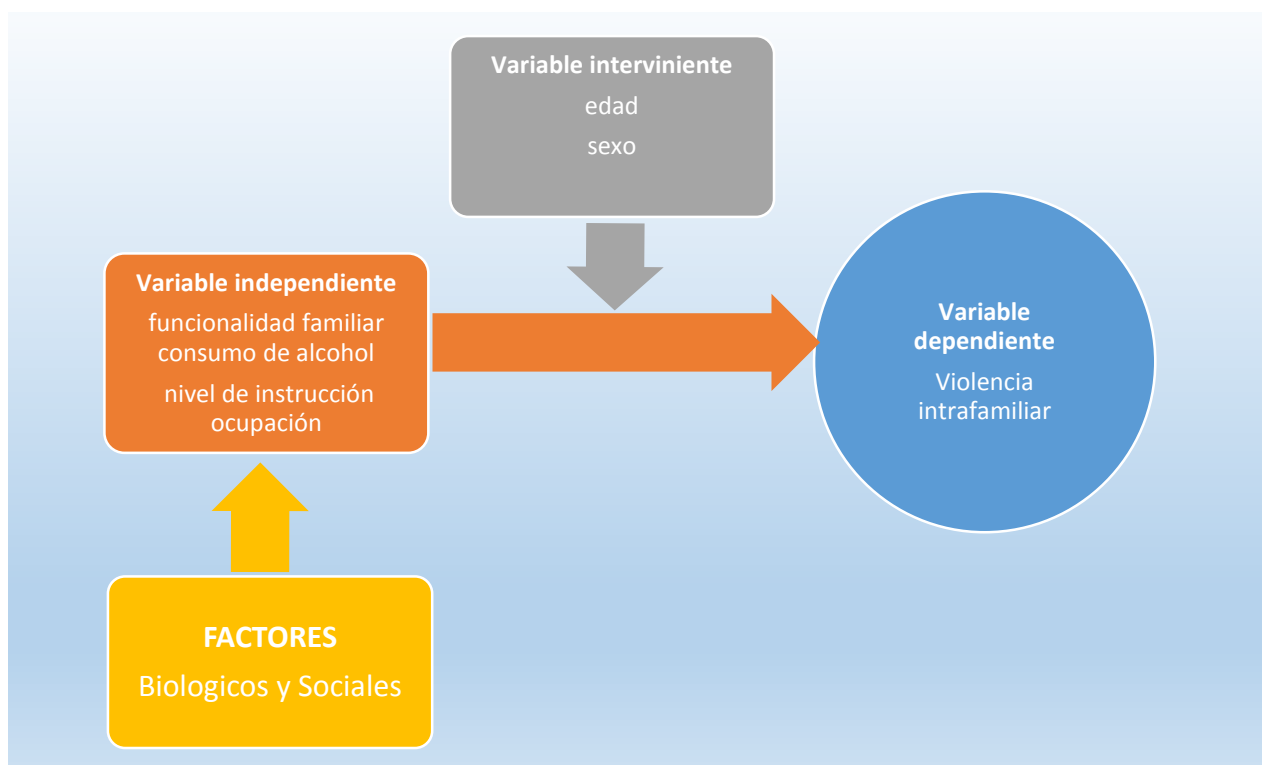 Variable interviniente
edad
sexo
Variable independiente
funcionalidad familiar
consumo de alcohol
nivel de instrucción
ocupación
Variable
dependiente
Violencia
intrafamiliar
FACTORES
Biologicos y Sociales